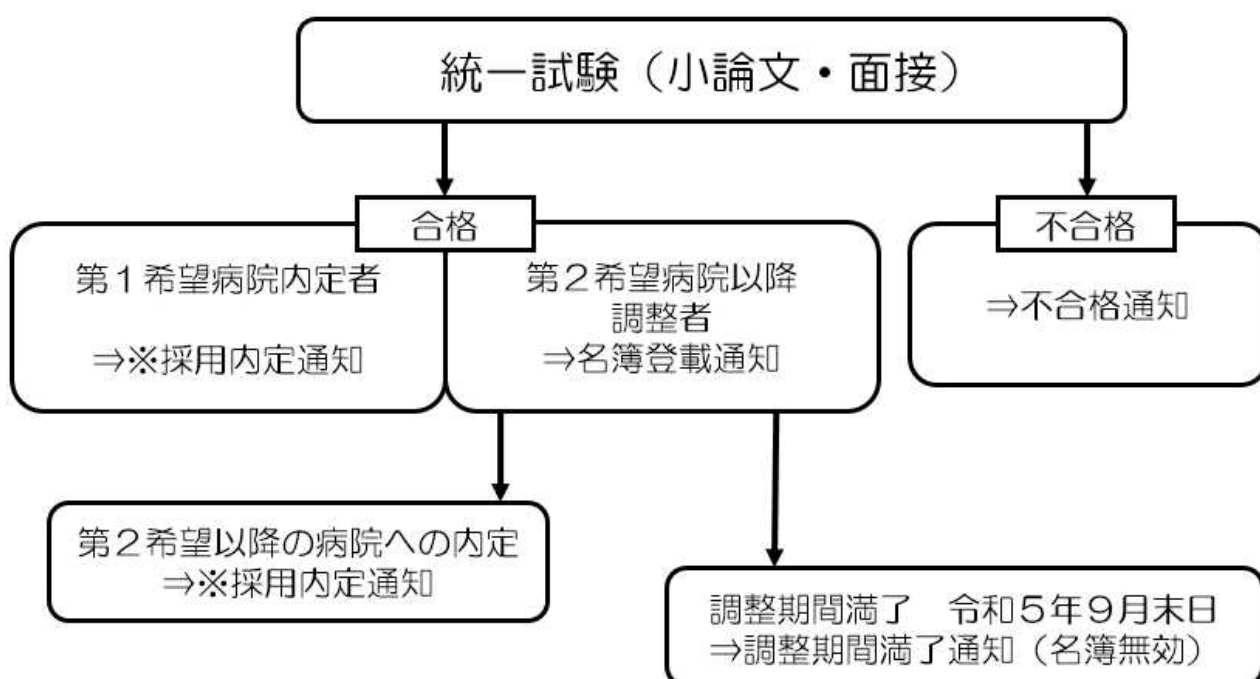 統一試験（小論文・面接）
合格
不合格
第１希望病院内定者
⇒※採用内定通知
第２希望病院以降
調整者
⇒名簿登載通知
⇒不合格通知
第２希望以降の病院への内定
⇒※採用内定通知
調整期間満了　令和５年９月末日
⇒調整期間満了通知（名簿無効）